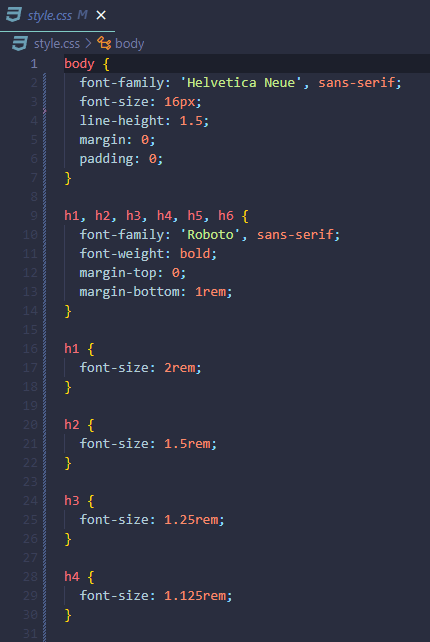 style.css M ×
style.css > body
1 body {
2 font-family: 'Helvetica Neue', sans-serif;
3 font-size: 16px;
4 line-height: 1.5;
5 margin: 0;
6 padding: 0;
7 }
8
9 h1, h2, h3, h4, h5, h6 {
10 font-family: 'Roboto', sans-serif;
11 font-weight: bold;
12 margin-top: 0;
13 margin-bottom: 1rem;
14 }
15
16 h1 {
17 font-size: 2rem;
18 }
19
20 h2 {
21 font-size: 1.5rem;
22 }
23
24 h3 {
25 font-size: 1.25rem;
26 }
27
28 h4 {
29 font-size: 1.125rem;
30 }
31